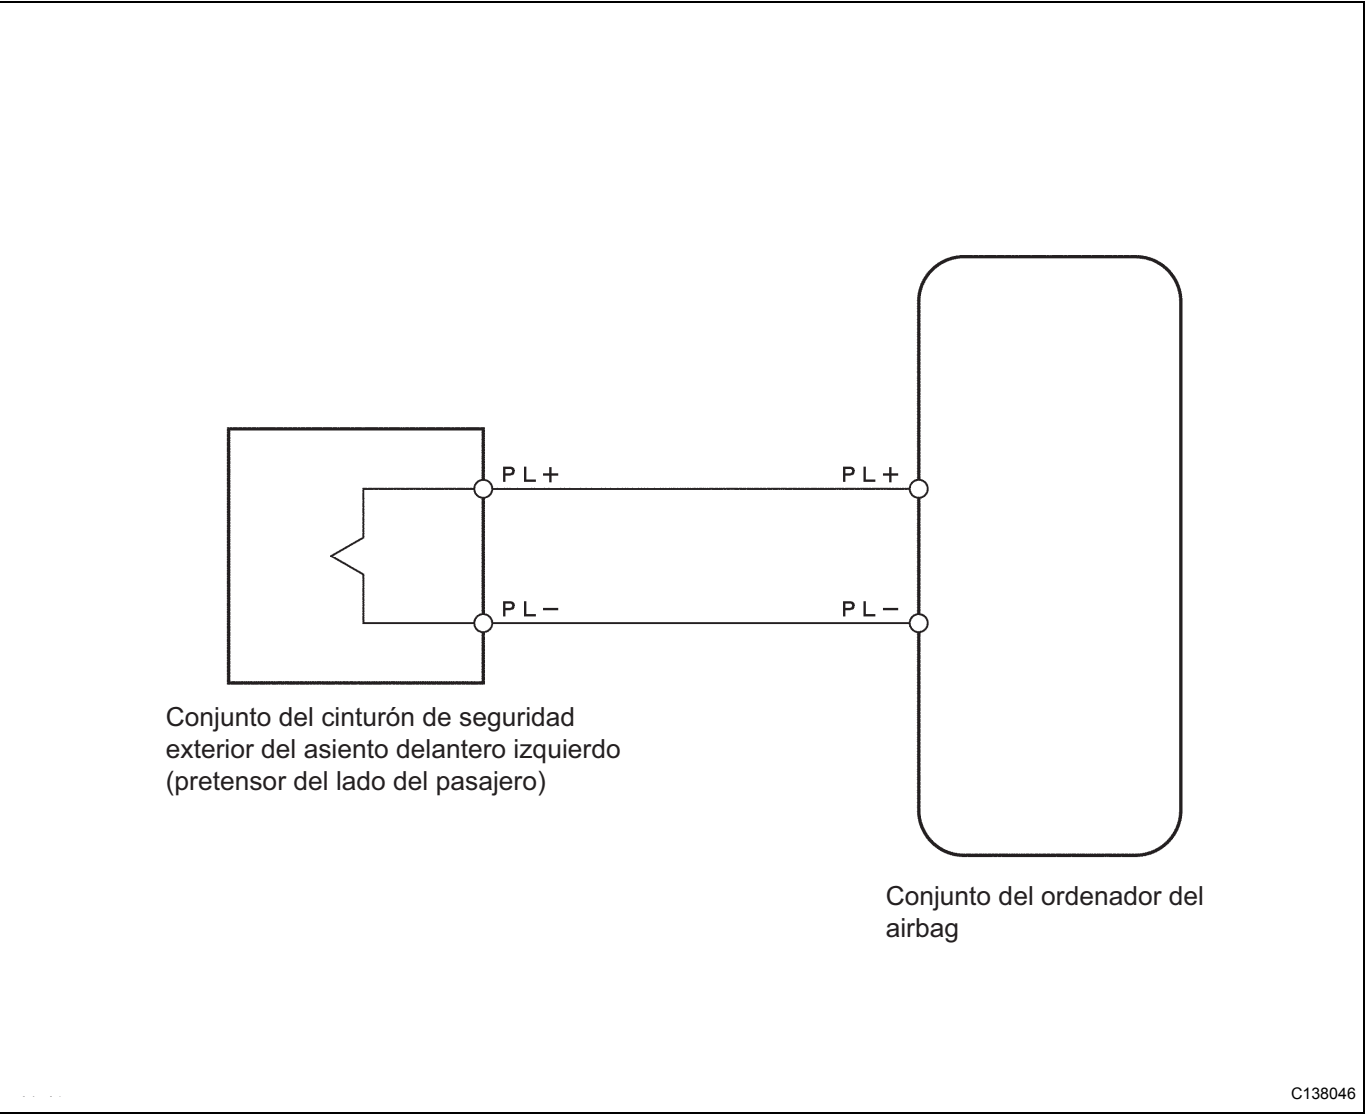 PL+ PL+
PL− PL−
Conjunto del cinturón de seguridad
exterior del asiento delantero izquierdo
(pretensor del lado del pasajero)
Conjunto del ordenador del
airbag
C138046